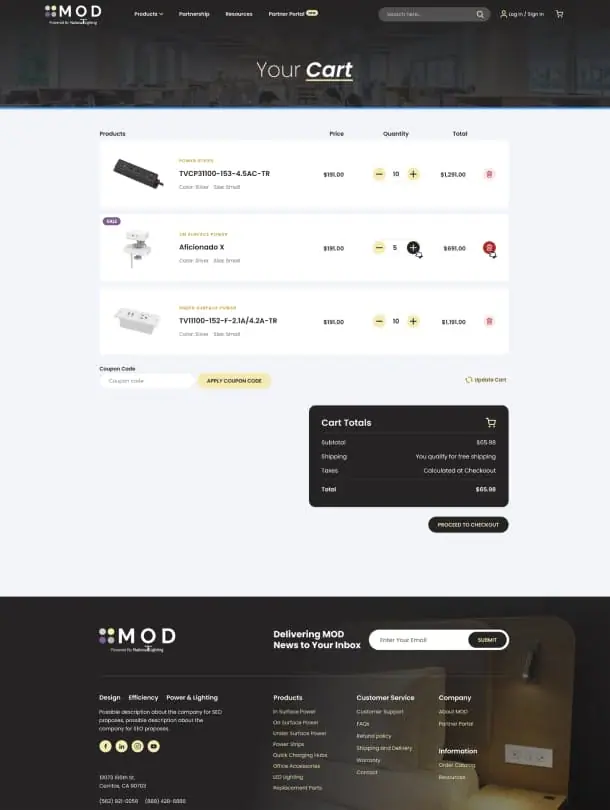 MOD
Powered By National Lighting
Products Partnership Resources Partner Portal NEW
Search here...
Log in / Sign in
Your Cart
Products Price Quantity Total
POWER STRIPS
TVCP31100-153-4.5AC-TR
Color: Silver Size: Small
$191.00 10 $1,291.00
SALE
ON SURFACE POWER
Aficionado X
Color: Silver Size: Small
$191.00 5 $691.00
UNDER SURFACE POWER
TV11100-152-F-2.1A/4.2A-TR
Color: Silver Size: Small
$191.00 10 $1,191.00
Coupon Code
Coupon code
APPLY COUPON CODE
Update Cart
Cart Totals
Subtotal $65.98
Shipping You qualify for free shipping
Taxes Calculated at Checkoout
Total $65.98
PROCEED TO CHECKOUT
MOD
Powered By National Lighting
Delivering MOD
News to Your Inbox
Enter Your Email
SUBMIT
Design Efficiency Power & Lighting
Possible description about the company for SEO
proposes, possible description about the
company for SEO proposes.
Cerritos, CA 90703
(562) 921-0058 (888) 428-8888
Products
In Surface Power
On Surface Power
Under Surface Power
Power Strips
Quick Charging Hubs
Office Accessories
LED Lighting
Replacement Parts
Customer Service
Customer Support
FAQs
Refund policy
Shipping and Delivery
Warranty
Contact
Company
About MOD
Partner Portal
Information
Order Catalog
Resources